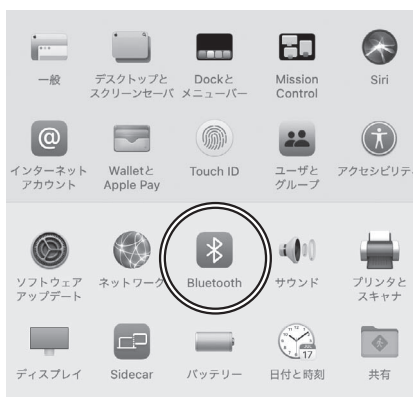 一般
デスクトップと
スクリーンセーバ
Dockと
メニューバー
Mission
Control
Siri
@
インターネット
アカウント
Walletと
Apple Pay
Touch ID
ユーザと
グループ
アクセシビリテ
ソフトウェア
アップデート
ネットワーク
Bluetooth
サウンド
プリンタと
スキャナ
ディスプレイ
Sidecar
バッテリー
17
日付と時刻
共有